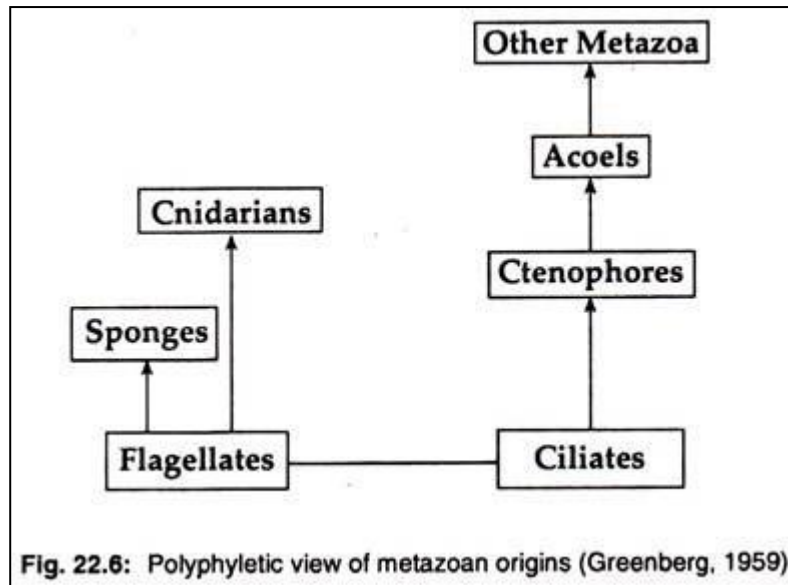 Other Metazoa
Acoels
Cnidarians
Ctenophores
Sponges
Flagellates
Ciliates
Fig. 22.6: Polyphyletic view of metazoan origins (Greenberg, 1959)